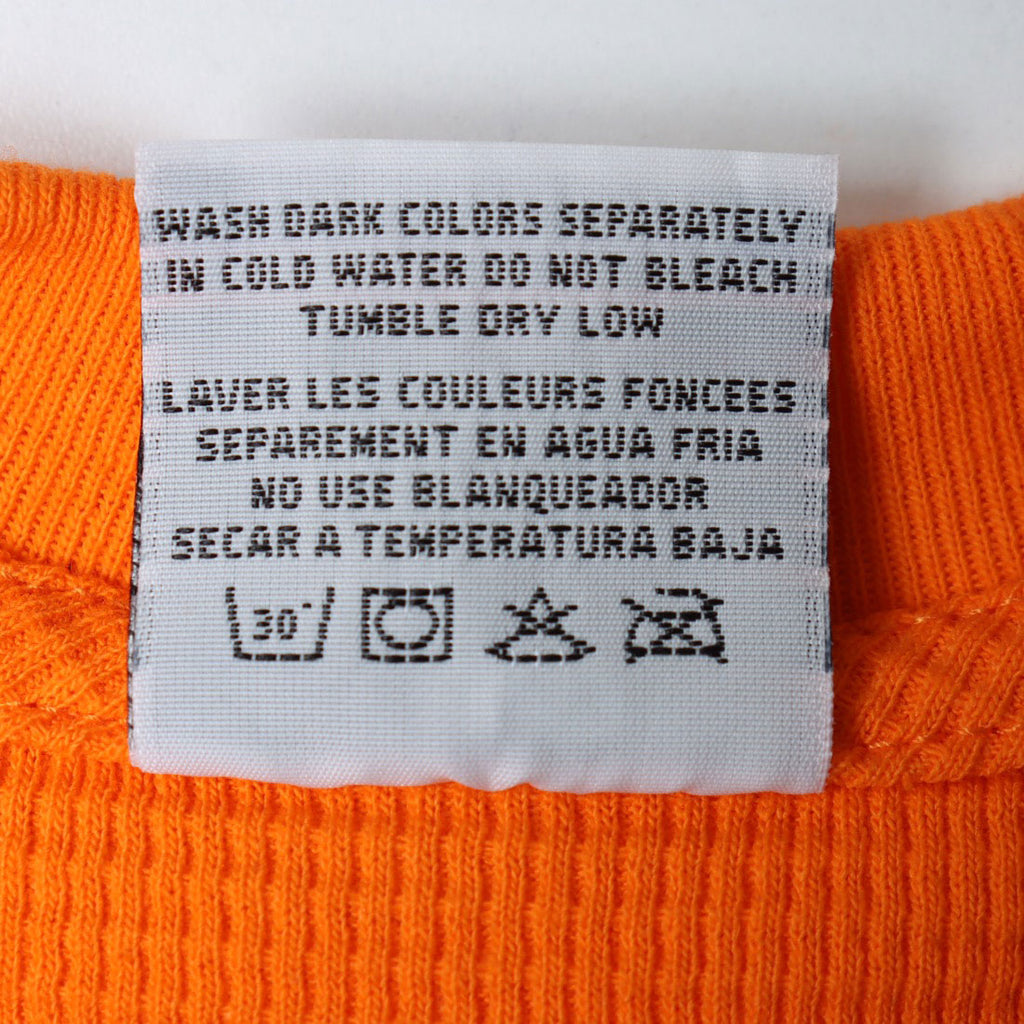 WASH DARK COLORS SEPARATELY
IN COLD WATER DO NOT BLEACH
TUMBLE DRY LOW
LAVER LES COULEURS FONCEES
SEPAREMENT EN AGUA FRIA
NO USE BLANQUEADOR
SECAR A TEMPERATURA BAJA
30°